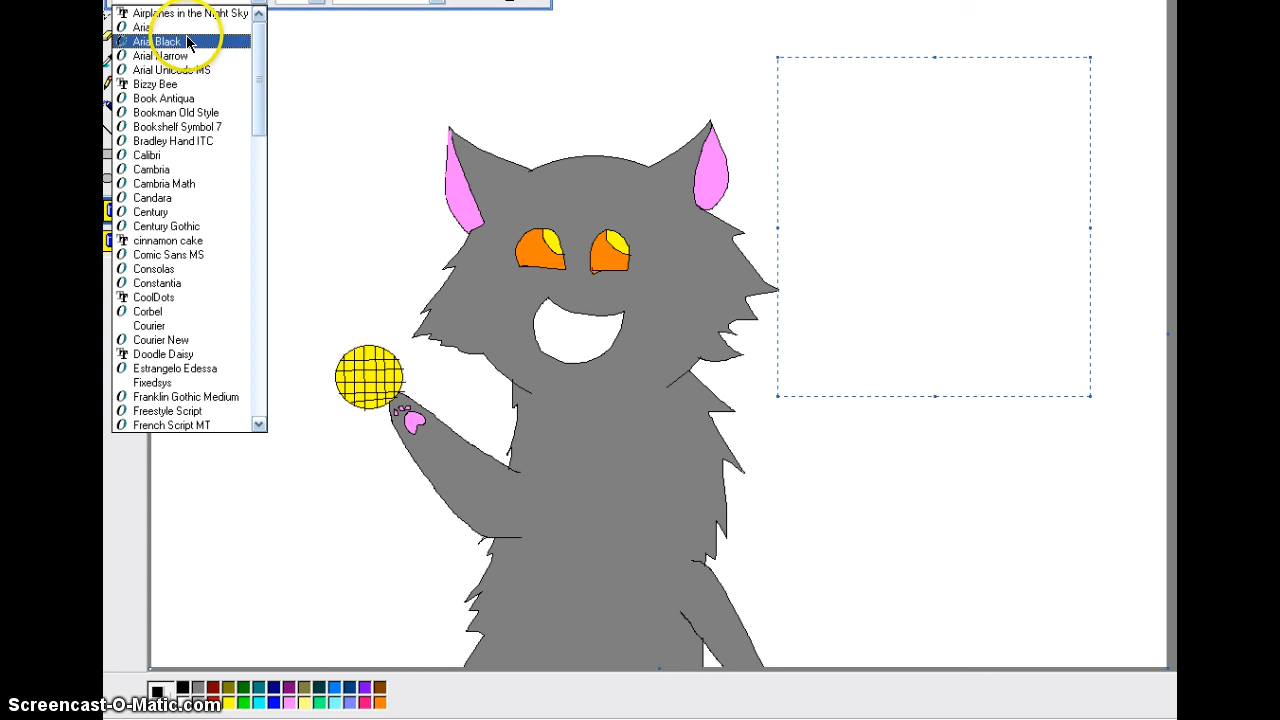 Airplanes in the Night Sky
Arial
Arial Black
Arial Narrow
Arial Unicode MS
Bizzy Bee
Book Antiqua
Bookman Old Style
Bookshelf Symbol 7
Bradley Hand ITC
Calibri
Cambria
Cambria Math
Candara
Century
Century Gothic
cinnamon cake
Comic Sans MS
Consolas
Constantia
CoolDots
Corbel
Courier
Courier New
Doodle Daisy
Estrangelo Edessa
Fixedsys
Franklin Gothic Medium
Freestyle Script
French Script MT
Screencast-O-Matic.com